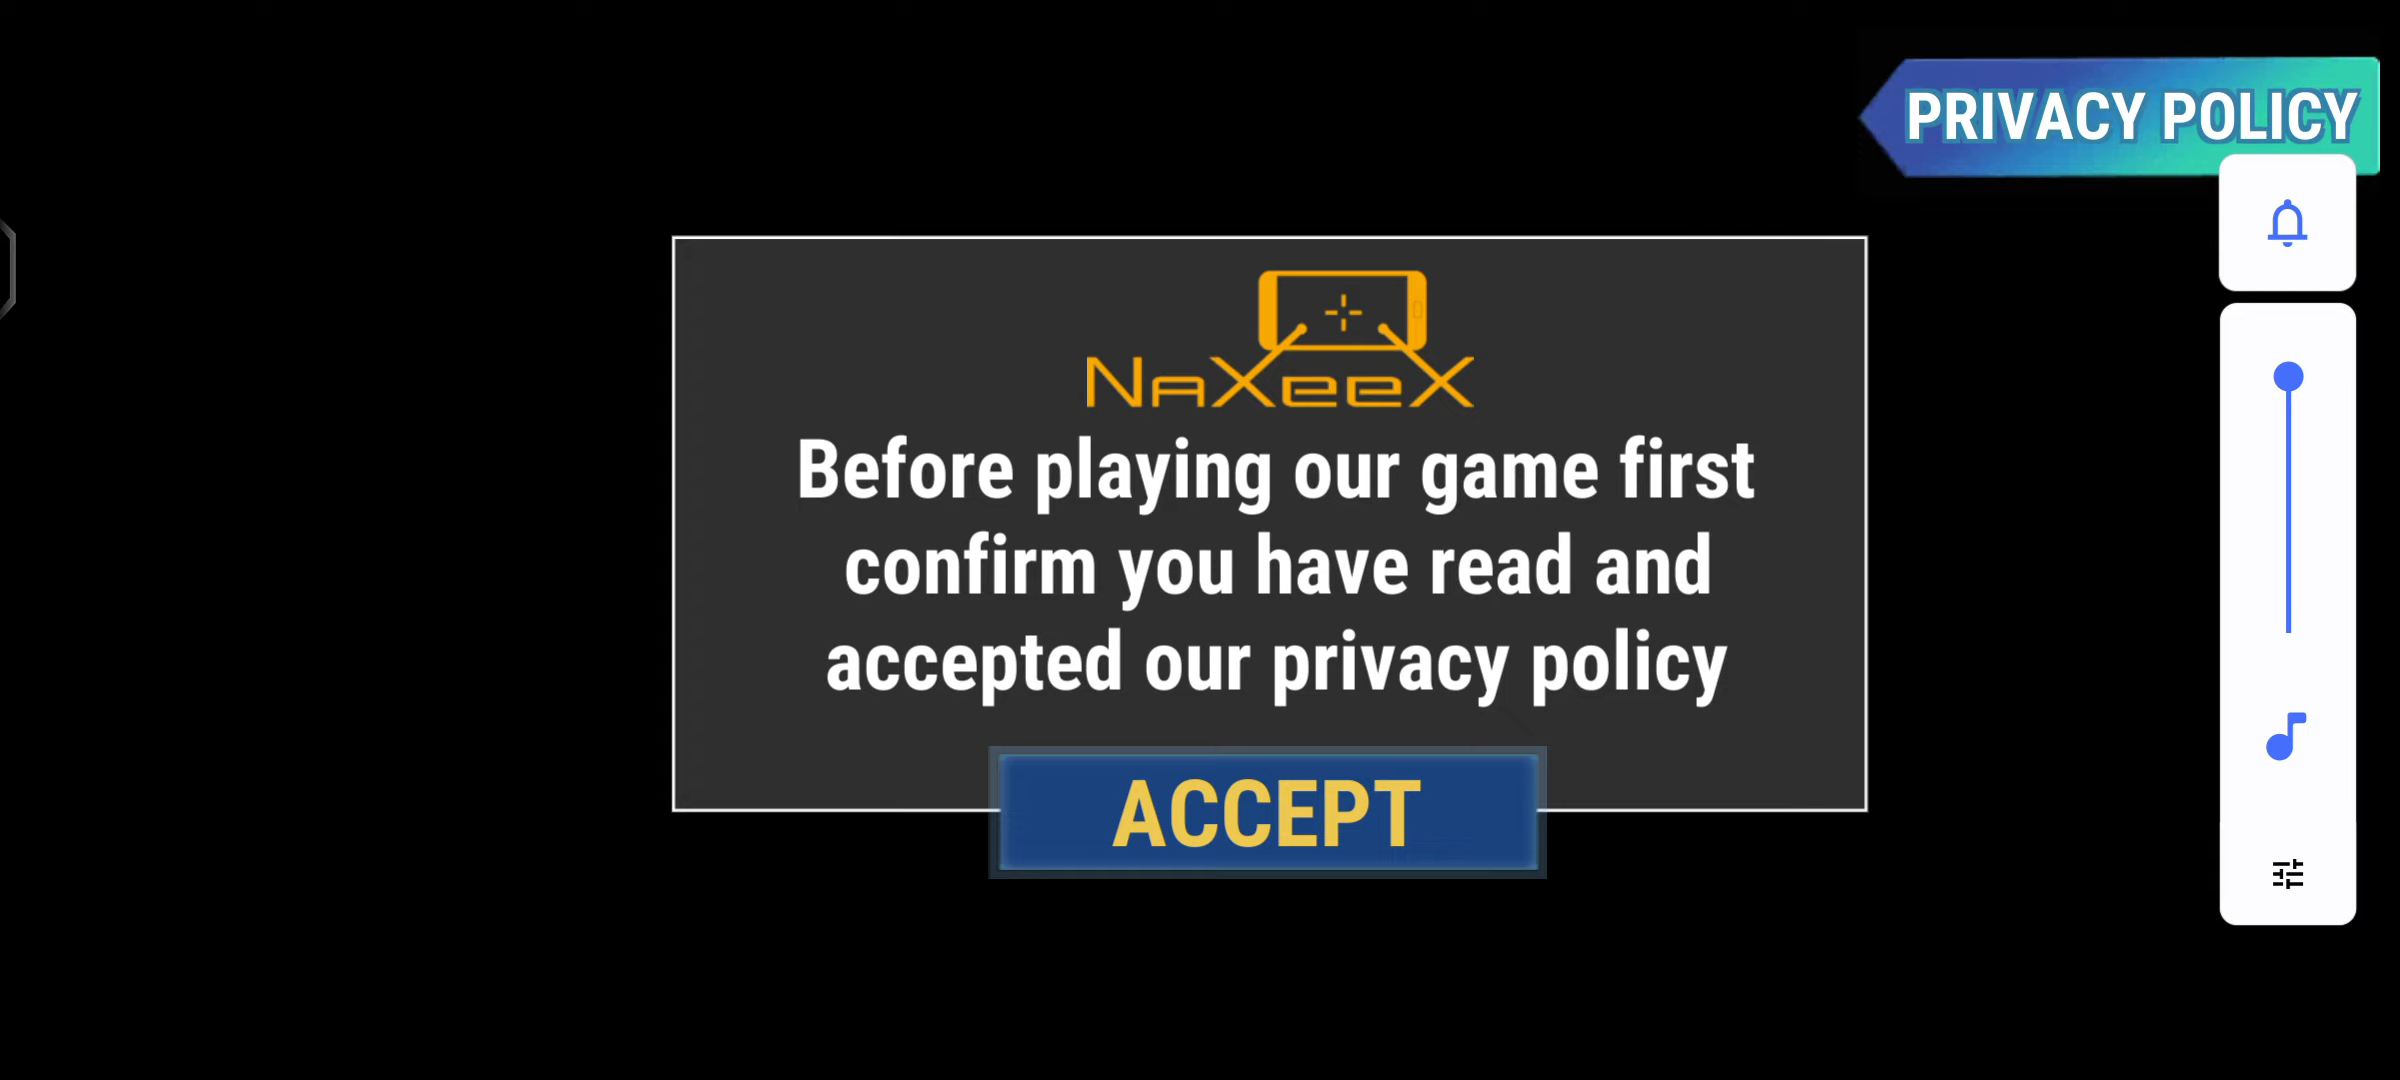 PRIVACY POLICY
NaXeeX
Before playing our game first
confirm you have read and
accepted our privacy policy
ACCEPT